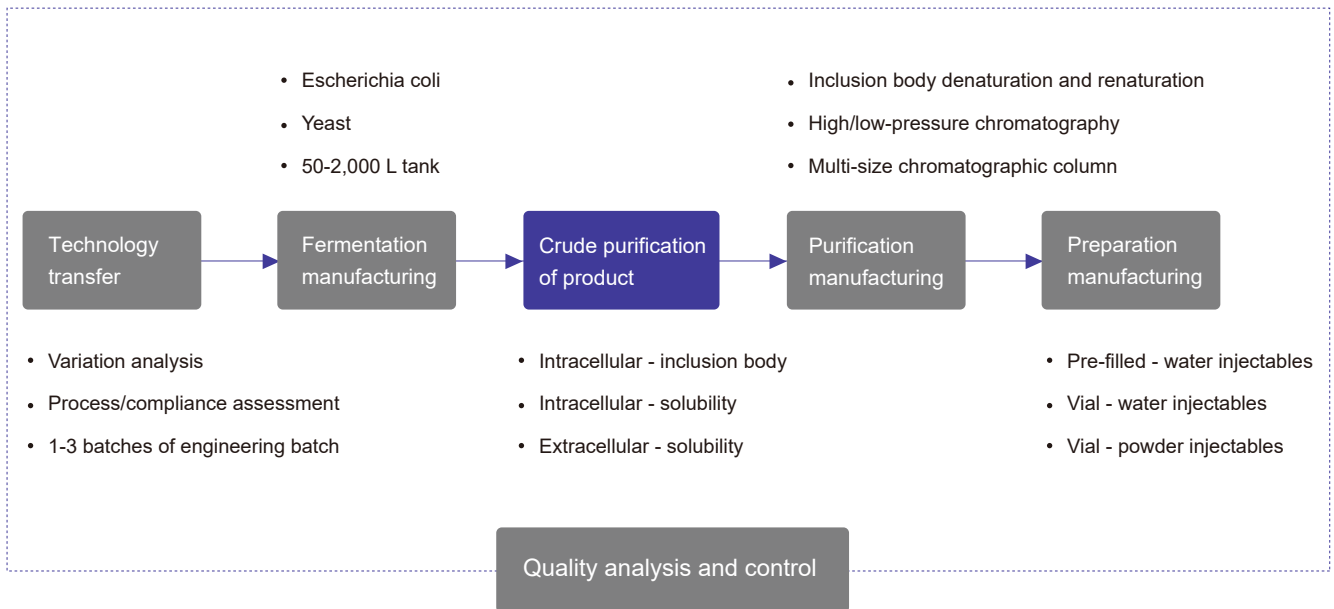 • Escherichia coli
• Yeast
• 50-2,000 L tank
• Inclusion body denaturation and renaturation
• High/low-pressure chromatography
• Multi-size chromatographic column
Technology
transfer
Fermentation
manufacturing
Crude purification
of product
Purification
manufacturing
Preparation
manufacturing
• Variation analysis
• Process/compliance assessment
• 1-3 batches of engineering batch
• Intracellular - inclusion body
• Intracellular - solubility
• Extracellular - solubility
• Pre-filled - water injectables
• Vial - water injectables
• Vial - powder injectables
Quality analysis and control